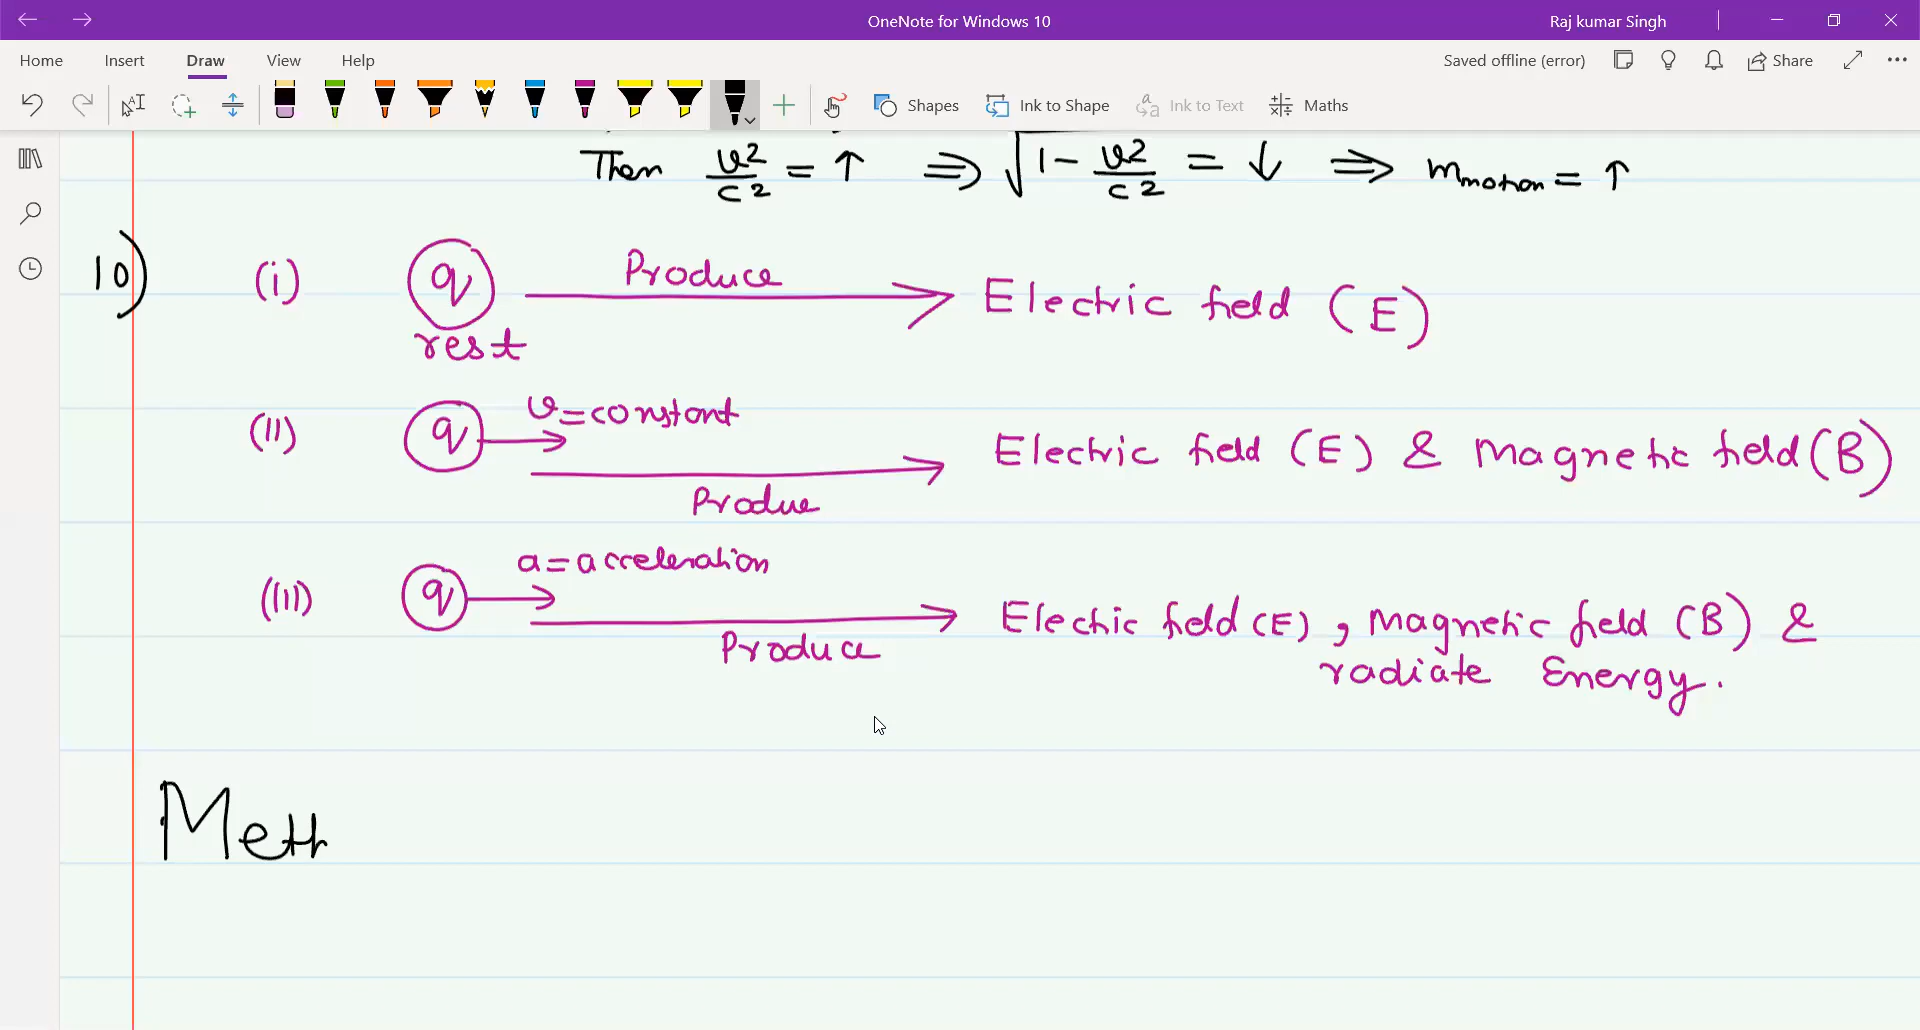 OneNote for Windows 10
Raj kumar Singh
Home Insert Draw View Help
Saved offline (error) Share
Shapes Ink to Shape Ink to Text Maths
Then v²/c² = ↑ ⇒ √1 - v²/c² = ↓ ⇒ m motion = ↑
10) (i) q Produce Electric field (E)
rest
(II) q v = constant Electric field (E) & Magnetic field (B)
Produe
(III) q a = acceleration
Produce Electric field (E) , Magnetic field (B) &
radiate Energy.
Meth